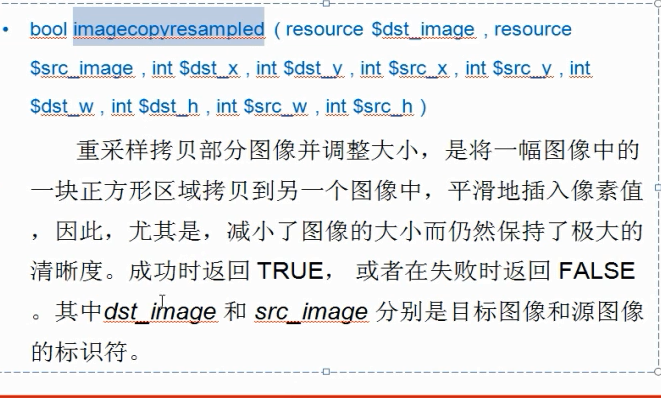 • bool imagecopyresampled ( resource $dst_image , resource
$src_image , int $dst_x , int $dst_y , int $src_x , int $src_y , int
$dst_w , int $dst_h , int $src_w , int $src_h )
重采样拷贝部分图像并调整大小，是将一幅图像中的
一块正方形区域拷贝到另一个图像中，平滑地插入像素值
，因此，尤其是，减小了图像的大小而仍然保持了极大的
清晰度。成功时返回 TRUE， 或者在失败时返回 FALSE
。其中dst_image 和 src_image 分别是目标图像和源图像
的标识符。